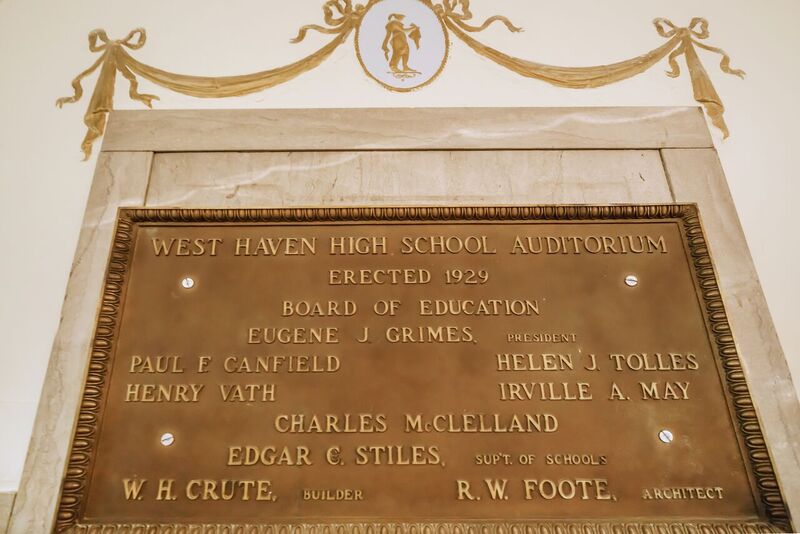 WEST HAVEN HIGH SCHOOL AUDITORIUM
ERECTED 1929
BOARD OF EDUCATION
EUGENE J. GRIMES, PRESIDENT
PAUL F. CANFIELD HELEN J. TOLLES
HENRY VATH IRVILLE A. MAY
CHARLES McCLELLAND
EDGAR C. STILES, SUP'T. OF SCHOOLS
W. H. CRUTE, BUILDER R. W. FOOTE, ARCHITECT